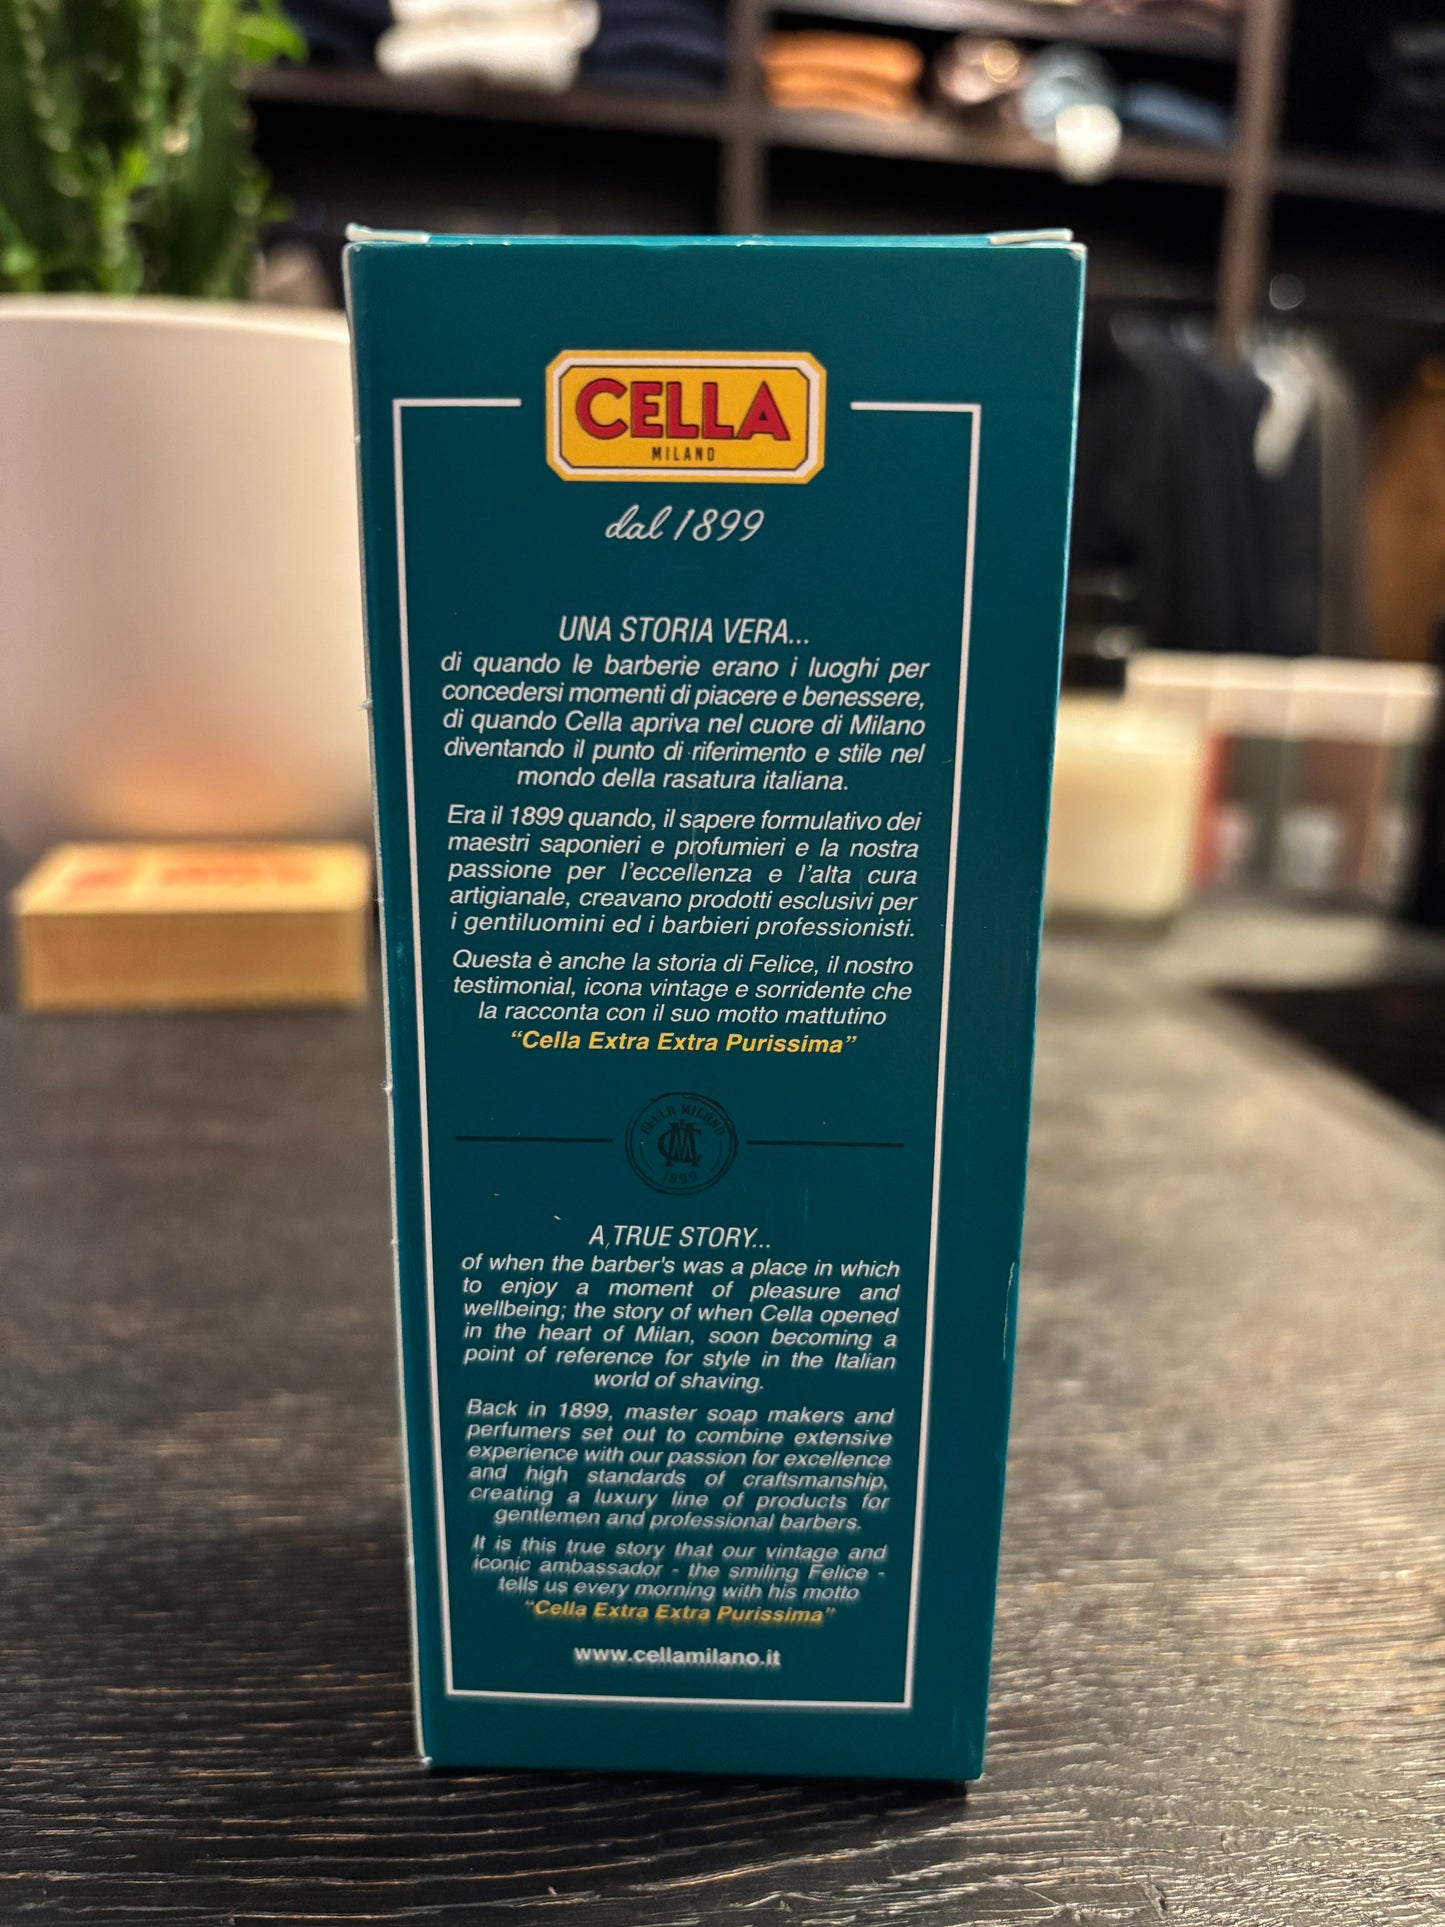 CELLA
MILANO
dal 1899
UNA STORIA VERA...
di quando le barberie erano i luoghi per
concedersi momenti di piacere e benessere,
di quando Cella apriva nel cuore di Milano
diventando il punto di riferimento e stile nel
mondo della rasatura italiana.
Era il 1899 quando, il sapere formulativo dei
maestri saponieri e profumieri e la nostra
passione per l'eccellenza e l'alta cura
artigianale, creavano prodotti esclusivi per
i gentiluomini ed i barbieri professionisti.
Questa è anche la storia di Felice, il nostro
testimonial, icona vintage e sorridente che
la racconta con il suo motto mattutino
“Cella Extra Extra Purissima”
CELLA MILANO
CM
1899
A TRUE STORY...
of when the barber's was a place in which
to enjoy a moment of pleasure and
wellbeing; the story of when Cella opened
in the heart of Milan, soon becoming a
point of reference for style in the Italian
world of shaving.
Back in 1899, master soap makers and
perfumers set out to combine extensive
experience with our passion for excellence
and high standards of craftsmanship,
creating a luxury line of products for
gentlemen and professional barbers.
It is this true story that our vintage and
iconic ambassador - the smiling Felice -
tells us every morning with his motto
“Cella Extra Extra Purissima”
www.cellamilano.it